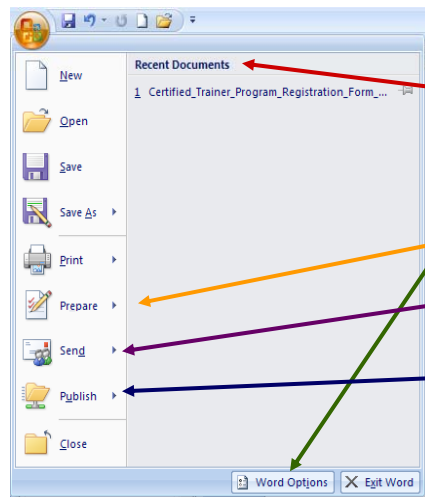 Recent Documents
1 Certified_Trainer_Program_Registration_Form_...
New
Open
Save
Save As
Print
Prepare
Send
Publish
Close
Word Options
Exit Word